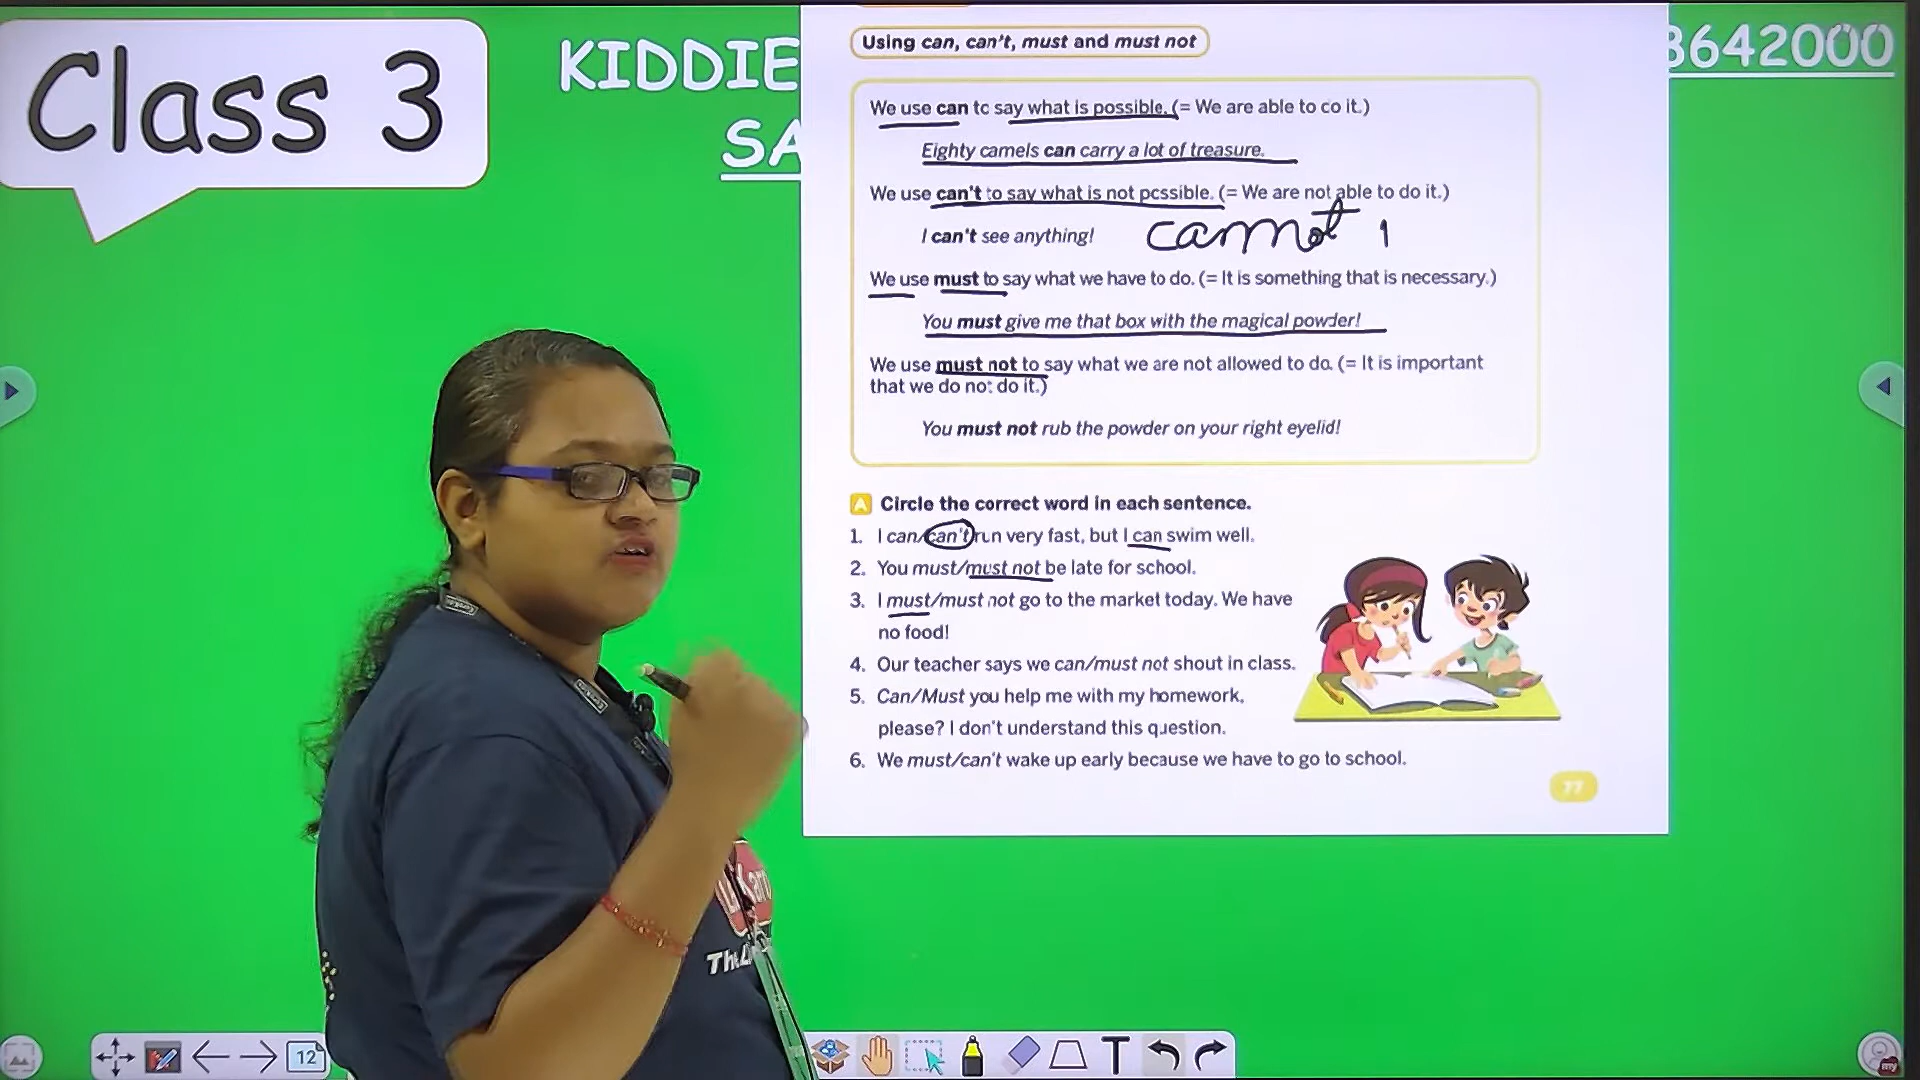 Class 3
KIDDIE
SA
8642000
Using can, can't, must and must not
We use can to say what is possible. (= We are able to co it.)
Eighty camels can carry a lot of treasure.
We use can't to say what is not possible. (= We are not able to do it.)
I can't see anything!
cannot
We use must to say what we have to do. (= It is something that is necessary.)
You must give me that box with the magical powder!
We use must not to say what we are not allowed to do. (= It is important
that we do not do it.)
You must not rub the powder on your right eyelid!
A Circle the correct word in each sentence.
1. I can/can't run very fast, but I can swim well.
2. You must/must not be late for school.
3. I must/must not go to the market today. We have
no food!
4. Our teacher says we can/must not shout in class.
5. Can/Must you help me with my homework,
please? I don't understand this question.
6. We must/can't wake up early because we have to go to school.
77
12
T
my